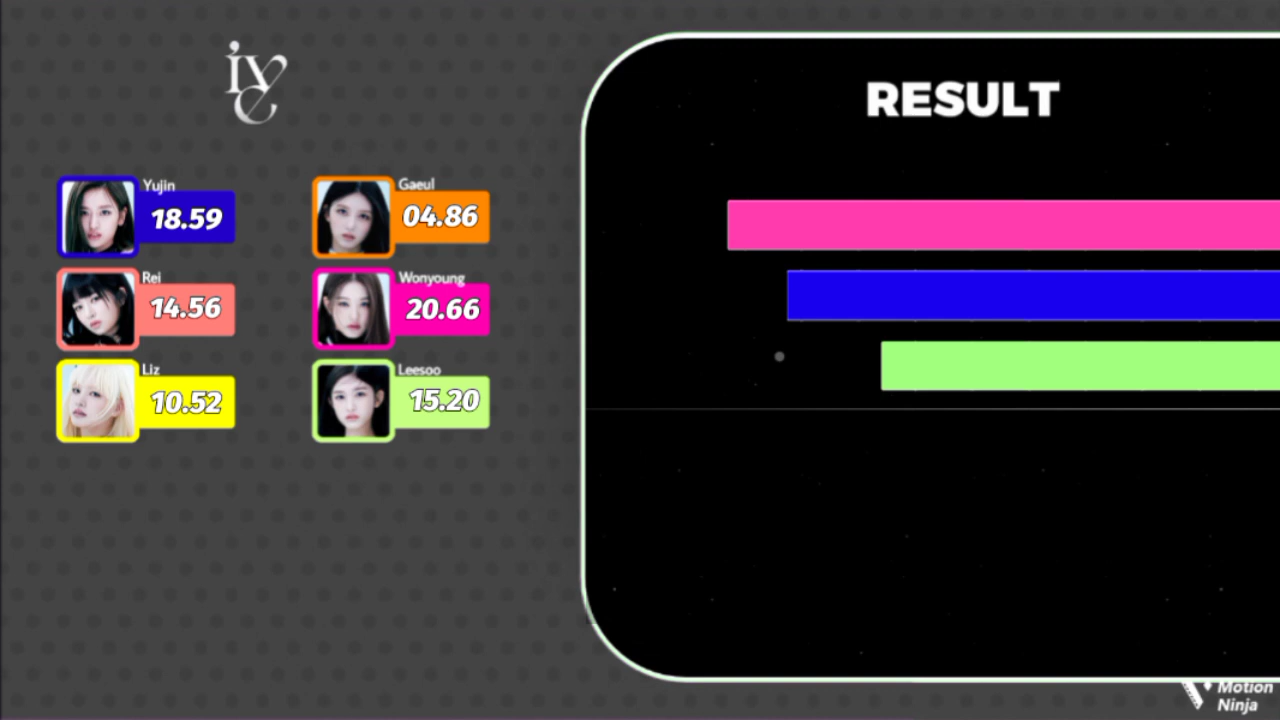 ive
RESULT
Yujin
18.59
Gaeul
04.86
Rei
14.56
Wonyoung
20.66
Liz
10.52
Leesoo
15.20
Motion
Ninja